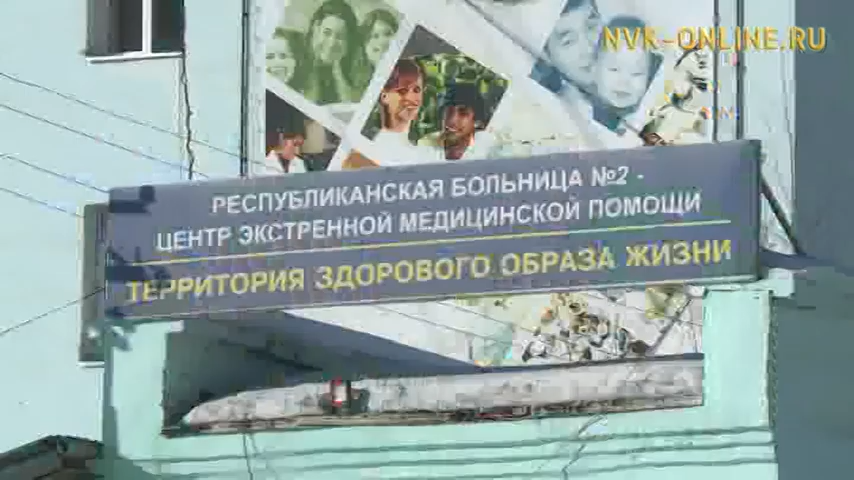 NVK-ONLINE.RU
РЕСПУБЛИКАНСКАЯ БОЛЬНИЦА №2 -
ЦЕНТР ЭКСТРЕННОЙ МЕДИЦИНСКОЙ ПОМОЩИ
ТЕРРИТОРИЯ ЗДОРОВОГО ОБРАЗА ЖИЗНИ